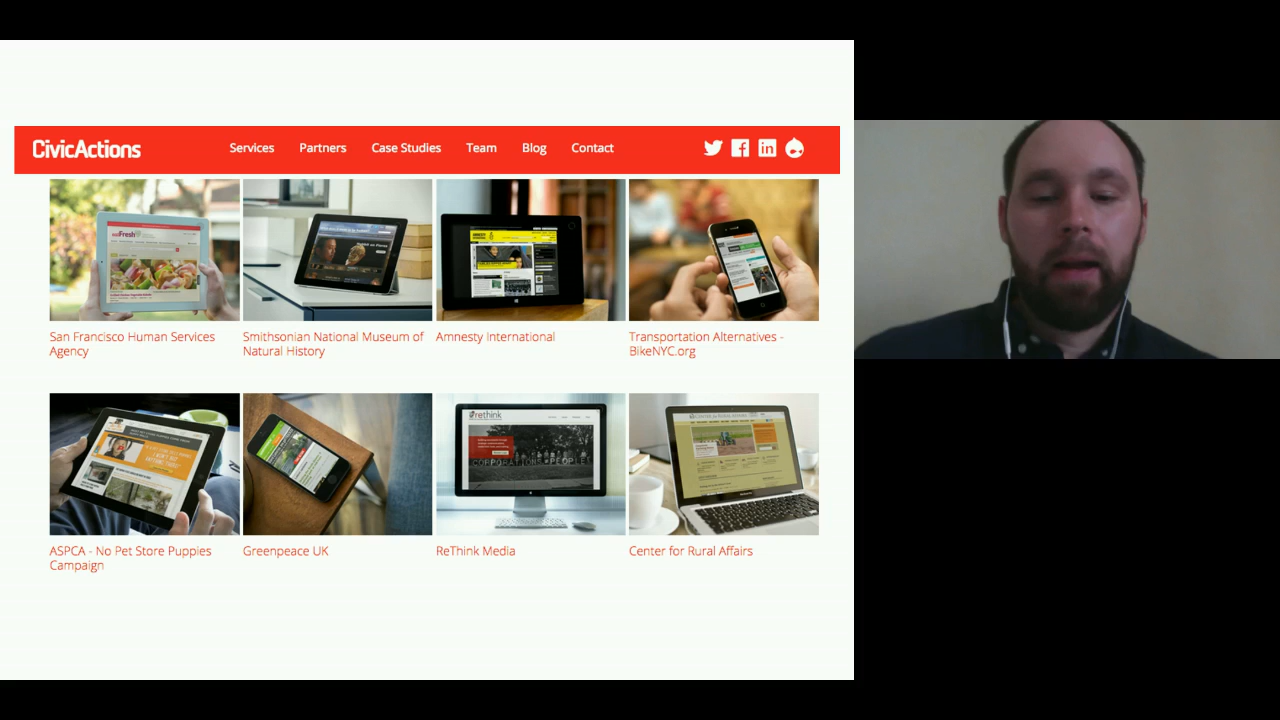 CivicActions
Services
Partners
Case Studies
Team
Blog
Contact
San Francisco Human Services
Agency
Smithsonian National Museum of
Natural History
Amnesty International
Transportation Alternatives -
BikeNYC.org
rethink
ASPCA - No Pet Store Puppies
Campaign
Greenpeace UK
ReThink Media
Center for Rural Affairs